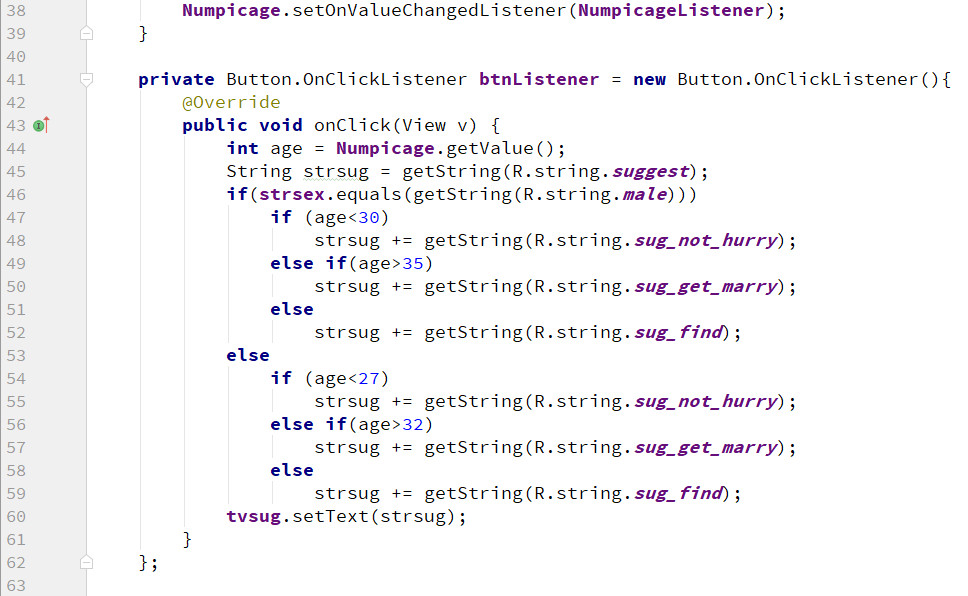 38 Numpicage.setOnValueChangedListener(NumpicageListener);
39 }
40
41 private Button.OnClickListener btnListener = new Button.OnClickListener(){
42 @Override
43 public void onClick(View v) {
44 int age = Numpicage.getValue();
45 String strsug = getString(R.string.suggest);
46 if(strsex.equals(getString(R.string.male)))
47 if (age<30)
48 strsug += getString(R.string.sug_not_hurry);
49 else if(age>35)
50 strsug += getString(R.string.sug_get_marry);
51 else
52 strsug += getString(R.string.sug_find);
53 else
54 if (age<27)
55 strsug += getString(R.string.sug_not_hurry);
56 else if(age>32)
57 strsug += getString(R.string.sug_get_marry);
58 else
59 strsug += getString(R.string.sug_find);
60 tvsug.setText(strsug);
61 }
62 };
63